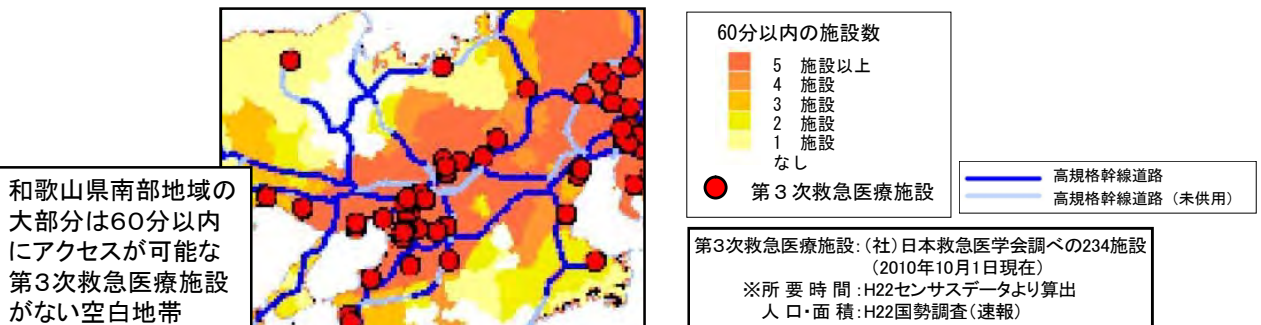 和歌山県南部地域の
大部分は60分以内
にアクセスが可能な
第3次救急医療施設
がない空白地帯
60分以内の施設数
5 施設以上
4 施設
3 施設
2 施設
1 施設
なし
第3次救急医療施設
高規格幹線道路
高規格幹線道路（未供用）
第3次救急医療施設：(社)日本救急医学会調べの234施設
(2010年10月1日現在)
※所要時間：H22センサスデータより算出
人口・面積：H22国勢調査(速報)